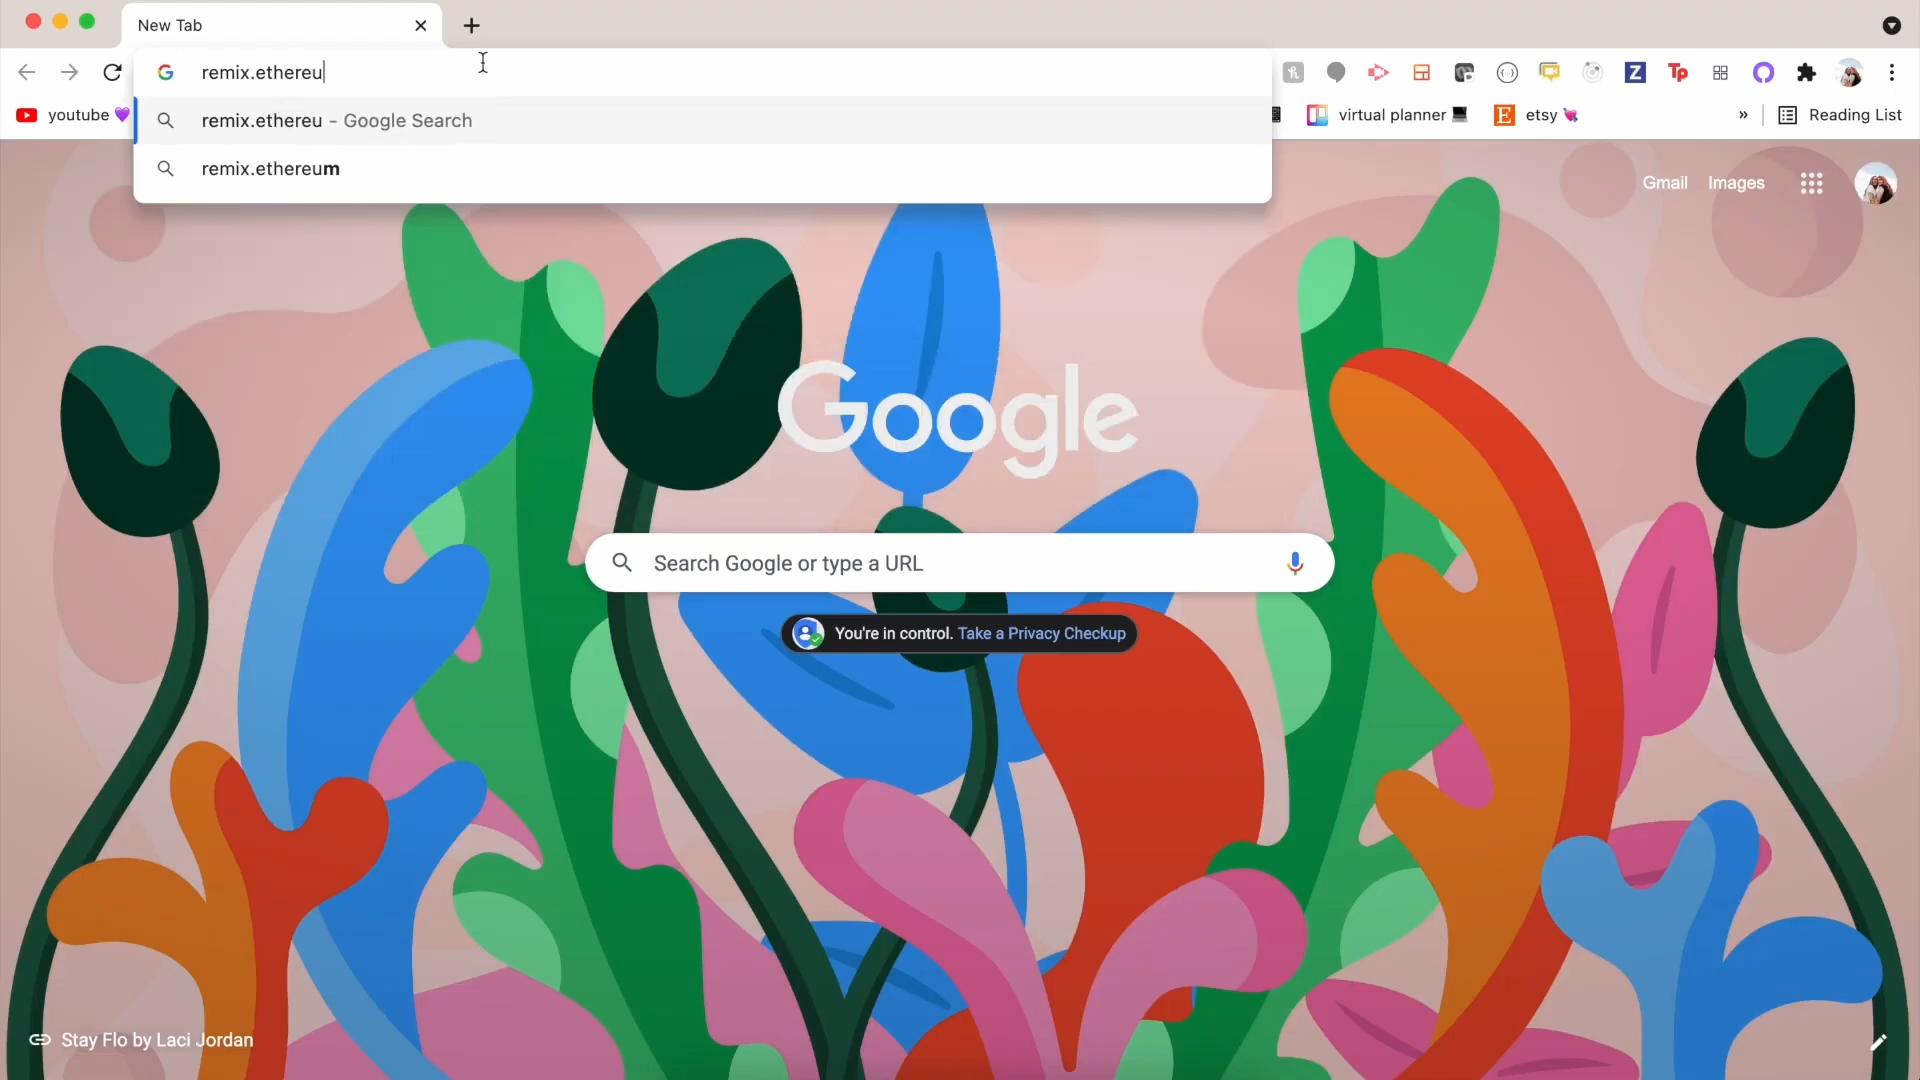 New Tab
remix.ethereu
remix.ethereu - Google Search
remix.ethereum
youtube 💜
virtual planner 💻
etsy 💘
»
Reading List
Gmail
Images
Google
Search Google or type a URL
You're in control. Take a Privacy Checkup
Stay Flo by Laci Jordan